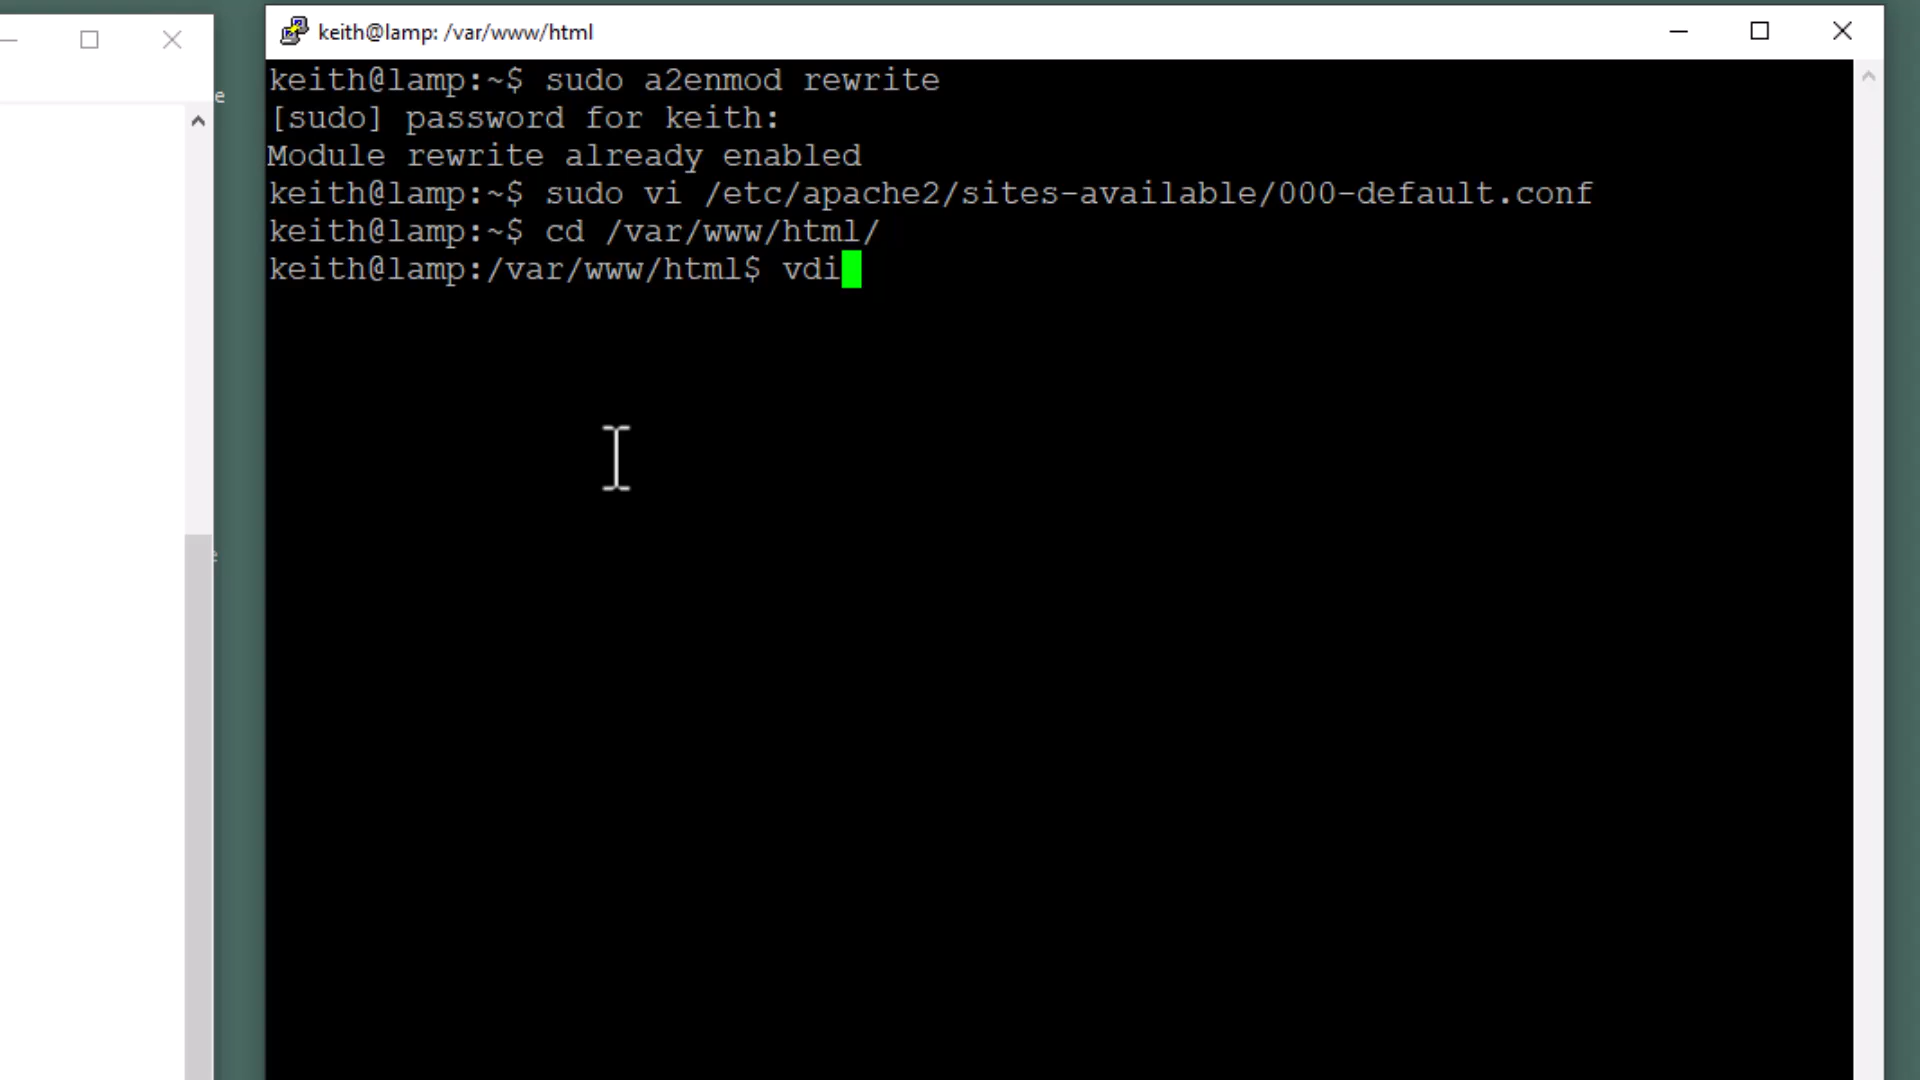 keith@lamp: /var/www/html
keith@lamp:~$ sudo a2enmod rewrite
[sudo] password for keith:
Module rewrite already enabled
keith@lamp:~$ sudo vi /etc/apache2/sites-available/000-default.conf
keith@lamp:~$ cd /var/www/html/
keith@lamp:/var/www/html$ vdi
e
e